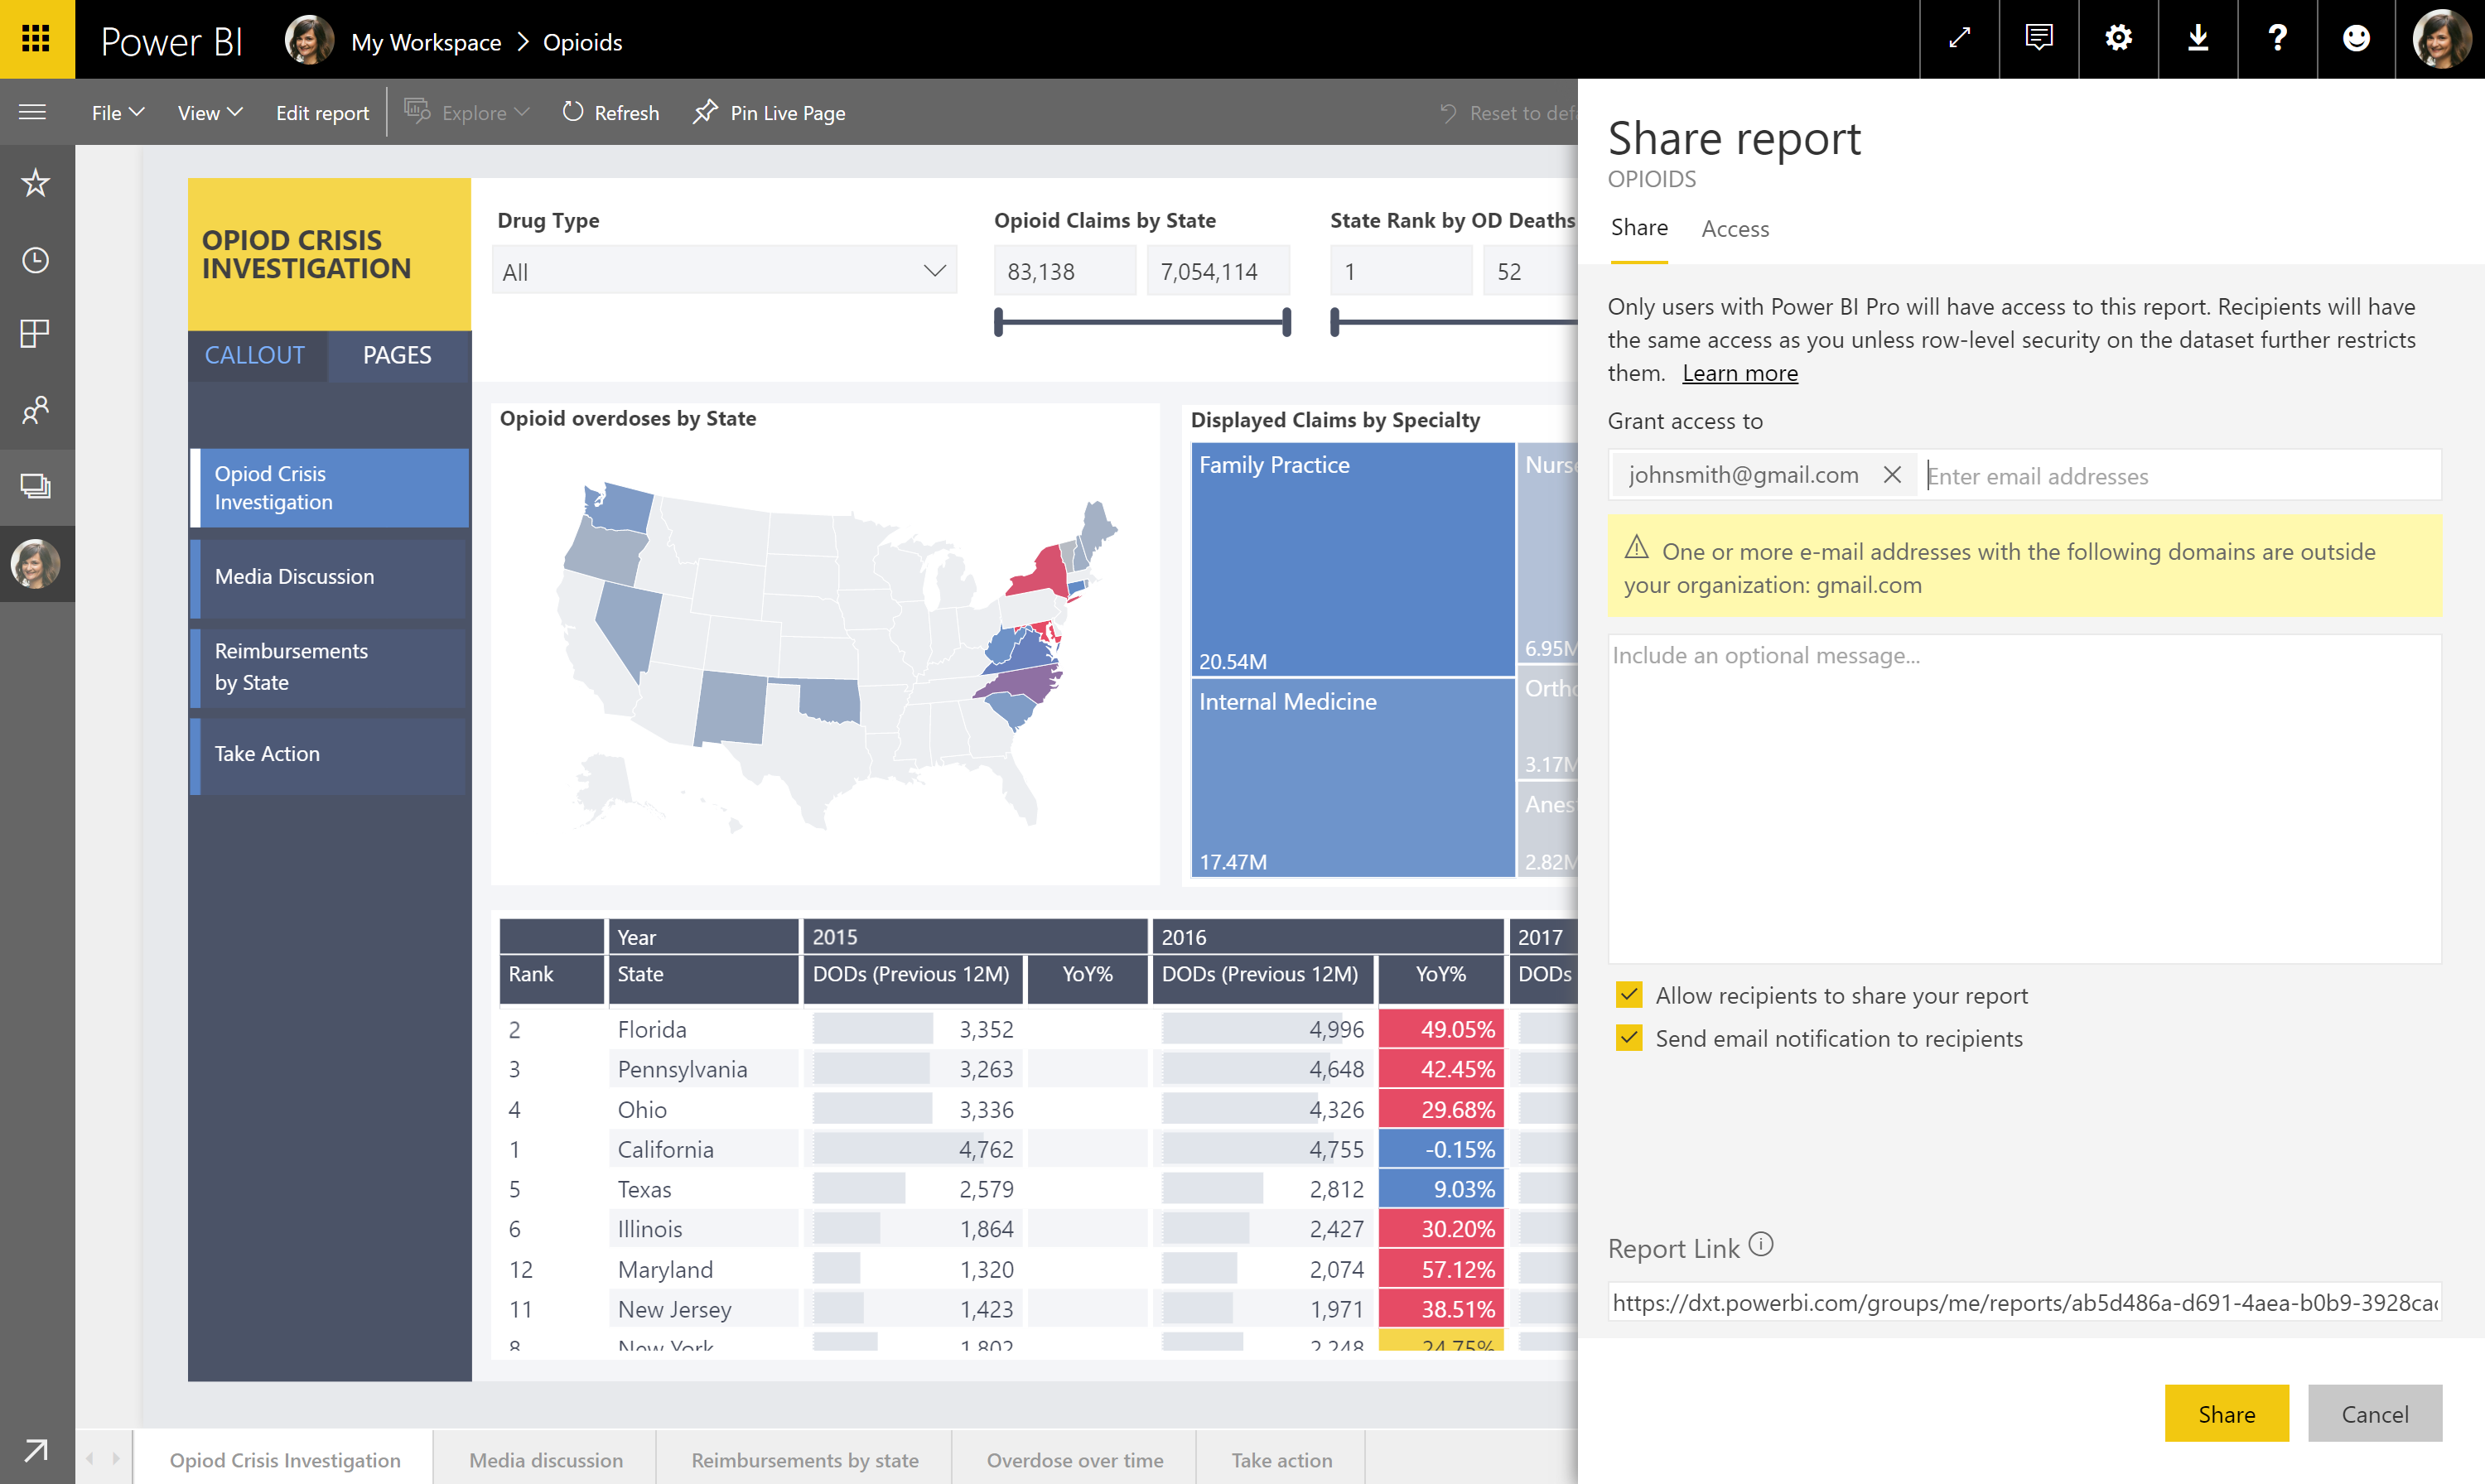 Power BI
My Workspace > Opioids
File
View
Edit report
Explore
Refresh
Pin Live Page
Reset to def
OPIOD CRISIS
INVESTIGATION
CALLOUT
PAGES
Opiod Crisis
Investigation
Media Discussion
Reimbursements
by State
Take Action
Drug Type
All
Opioid Claims by State
83,138
7,054,114
State Rank by OD Deaths
1
52
Opioid overdoses by State
Displayed Claims by Specialty
Family Practice
20.54M
Internal Medicine
17.47M
Nurs
6.95M
Ortho
3.17M
Anes
2.82M
Year 2015 2016 2017
Rank State DODs (Previous 12M) YoY% DODs (Previous 12M) YoY% DODs
2 Florida 3,352 4,996 49.05%
3 Pennsylvania 3,263 4,648 42.45%
4 Ohio 3,336 4,326 29.68%
1 California 4,762 4,755 -0.15%
5 Texas 2,579 2,812 9.03%
6 Illinois 1,864 2,427 30.20%
12 Maryland 1,320 2,074 57.12%
11 New Jersey 1,423 1,971 38.51%
8 New York 1,802 2,248 24.75%
Opiod Crisis Investigation
Media discussion
Reimbursements by state
Overdose over time
Take action
Share report
OPIOIDS
Share
Access
Only users with Power BI Pro will have access to this report. Recipients will have
the same access as you unless row-level security on the dataset further restricts
them. Learn more
Grant access to
johnsmith@gmail.com
Enter email addresses
One or more e-mail addresses with the following domains are outside
your organization: gmail.com
Include an optional message...
Allow recipients to share your report
Send email notification to recipients
Report Link
https://dxt.powerbi.com/groups/me/reports/ab5d486a-d691-4aea-b0b9-3928ca
Share
Cancel